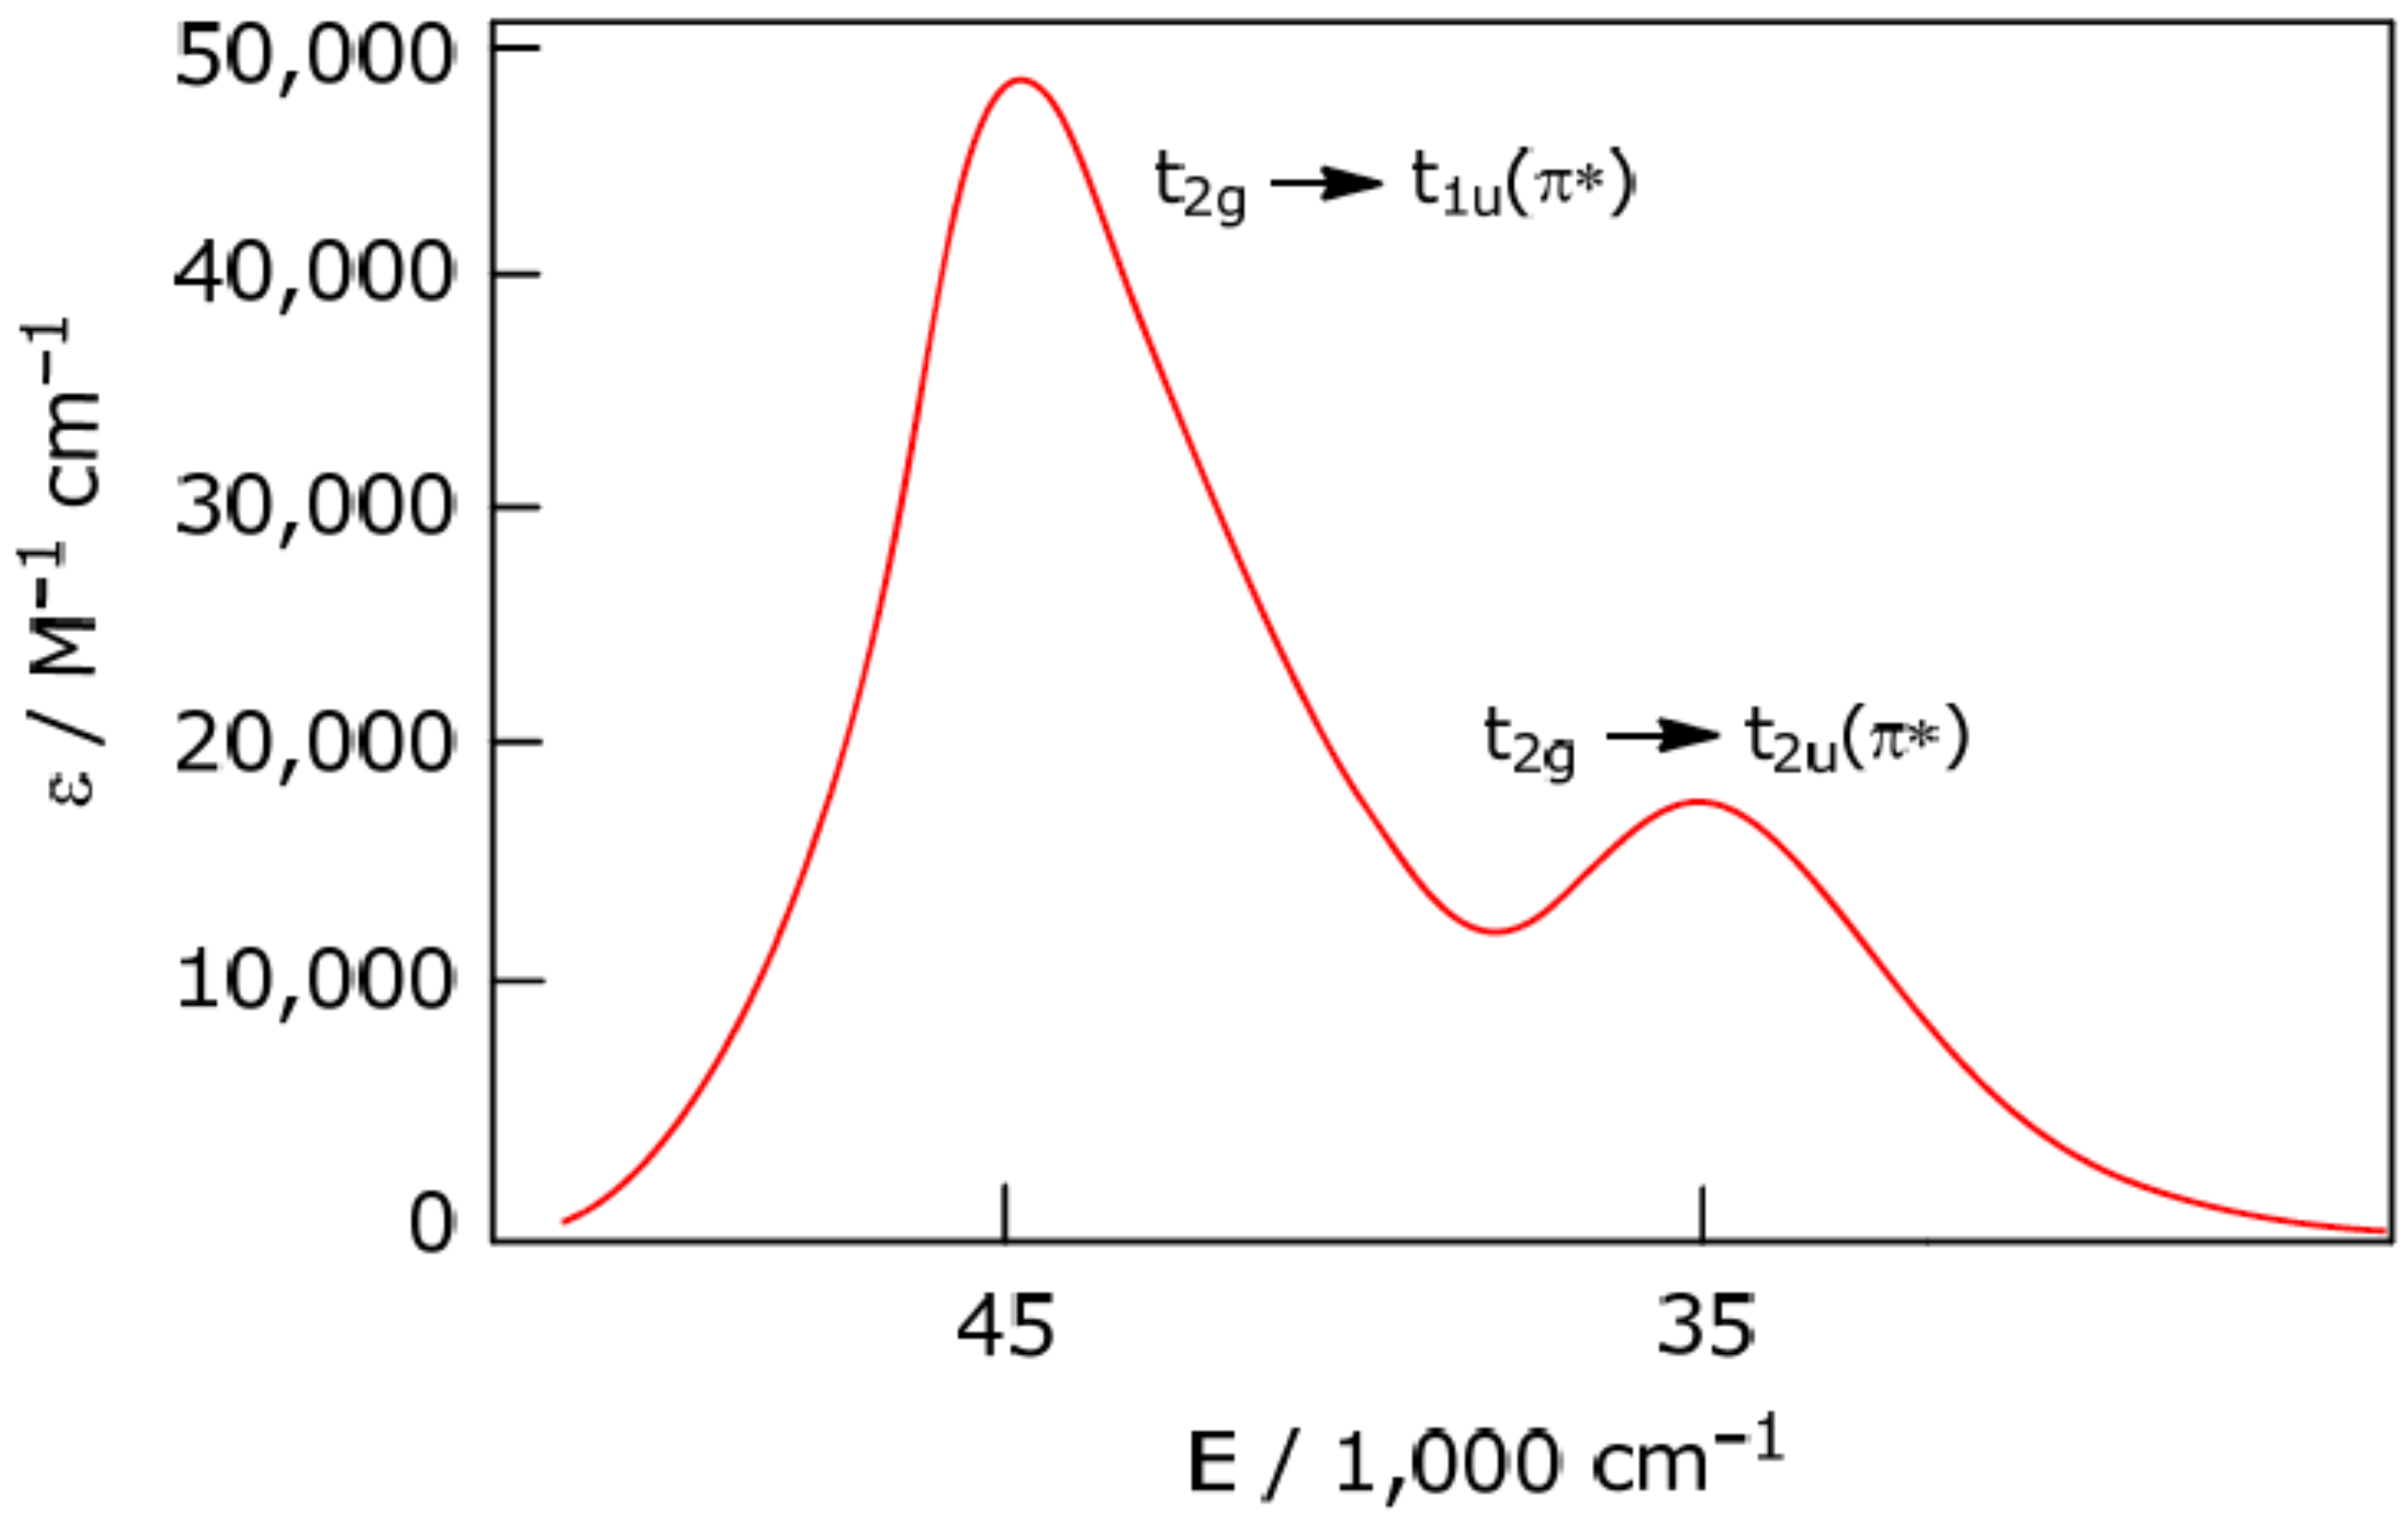 50,000
40,000
30,000
20,000
10,000
0
ε / M⁻¹ cm⁻¹
t₂g → t₁u(π*)
t₂g → t₂u(π*)
45
35
E / 1,000 cm⁻¹